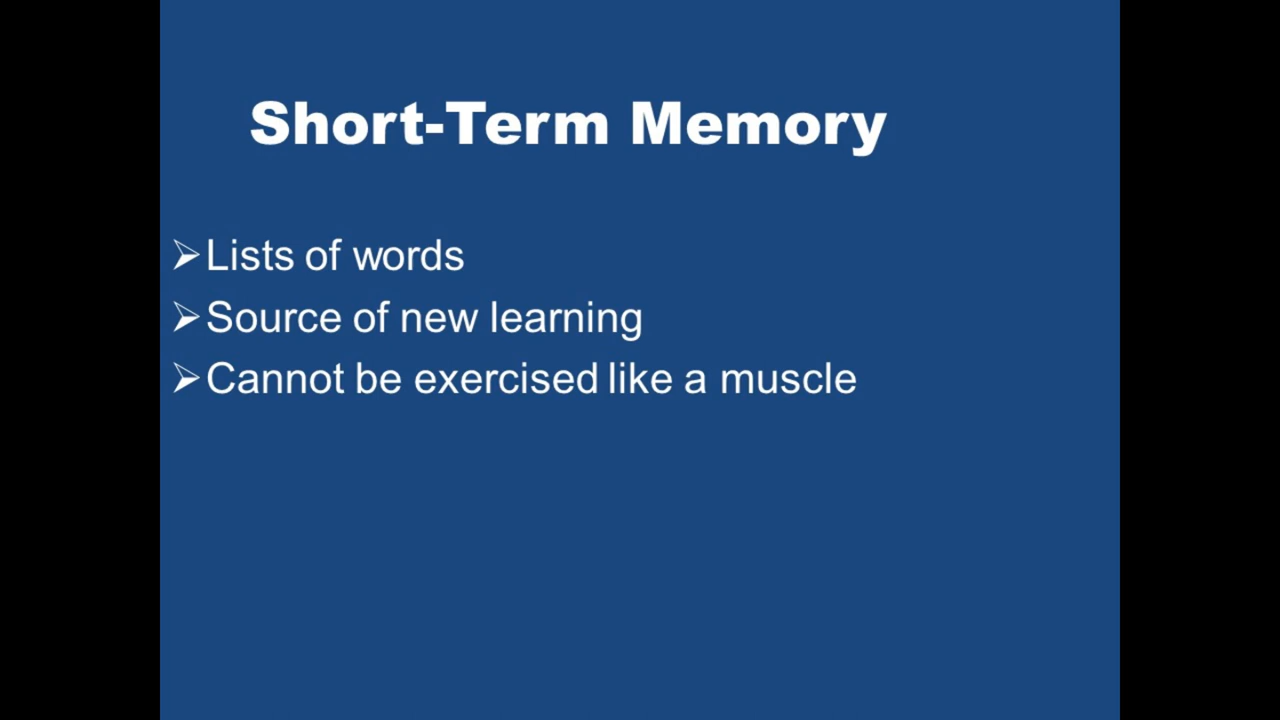 Short-Term Memory
➢Lists of words
➢Source of new learning
➢Cannot be exercised like a muscle